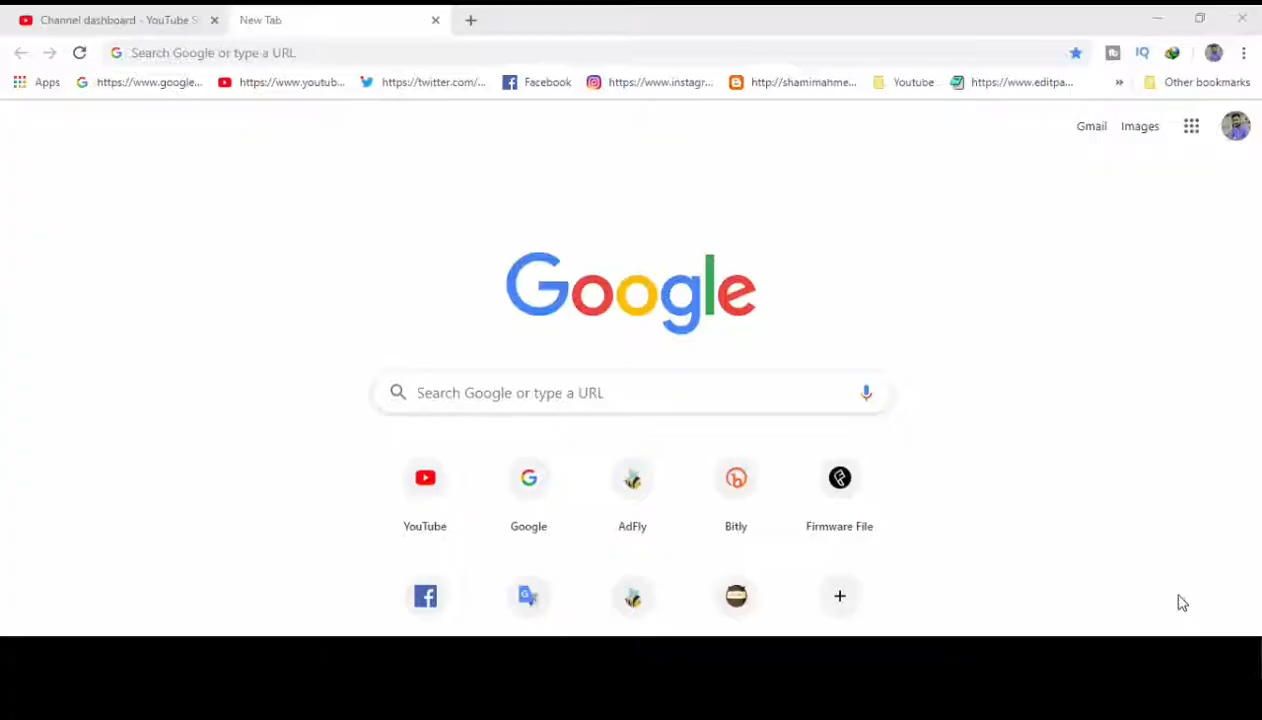 Channel dashboard - YouTube S
New Tab
Search Google or type a URL
IQ
Apps
https://www.google...
https://www.youtub...
https://twitter.com/...
Facebook
https://www.instagr...
http://shamimahme...
Youtube
https://www.editpa...
»
Other bookmarks
Gmail
Images
Google
Search Google or type a URL
YouTube
Google
AdFly
Bitly
Firmware File